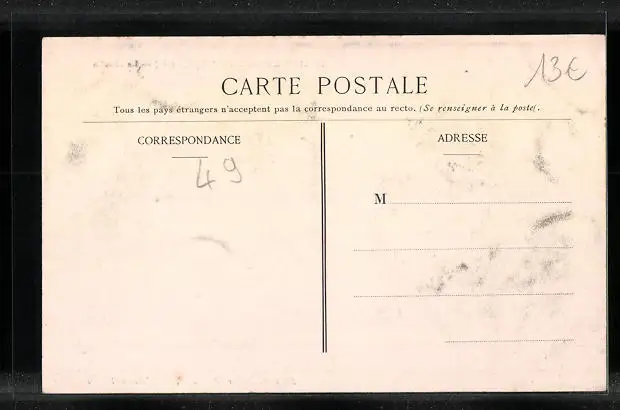 13€
CARTE POSTALE
Tous les pays étrangers n'acceptent pas la correspondance au recto. (Se renseigner à la poste).
CORRESPONDANCE
ADRESSE
49
M